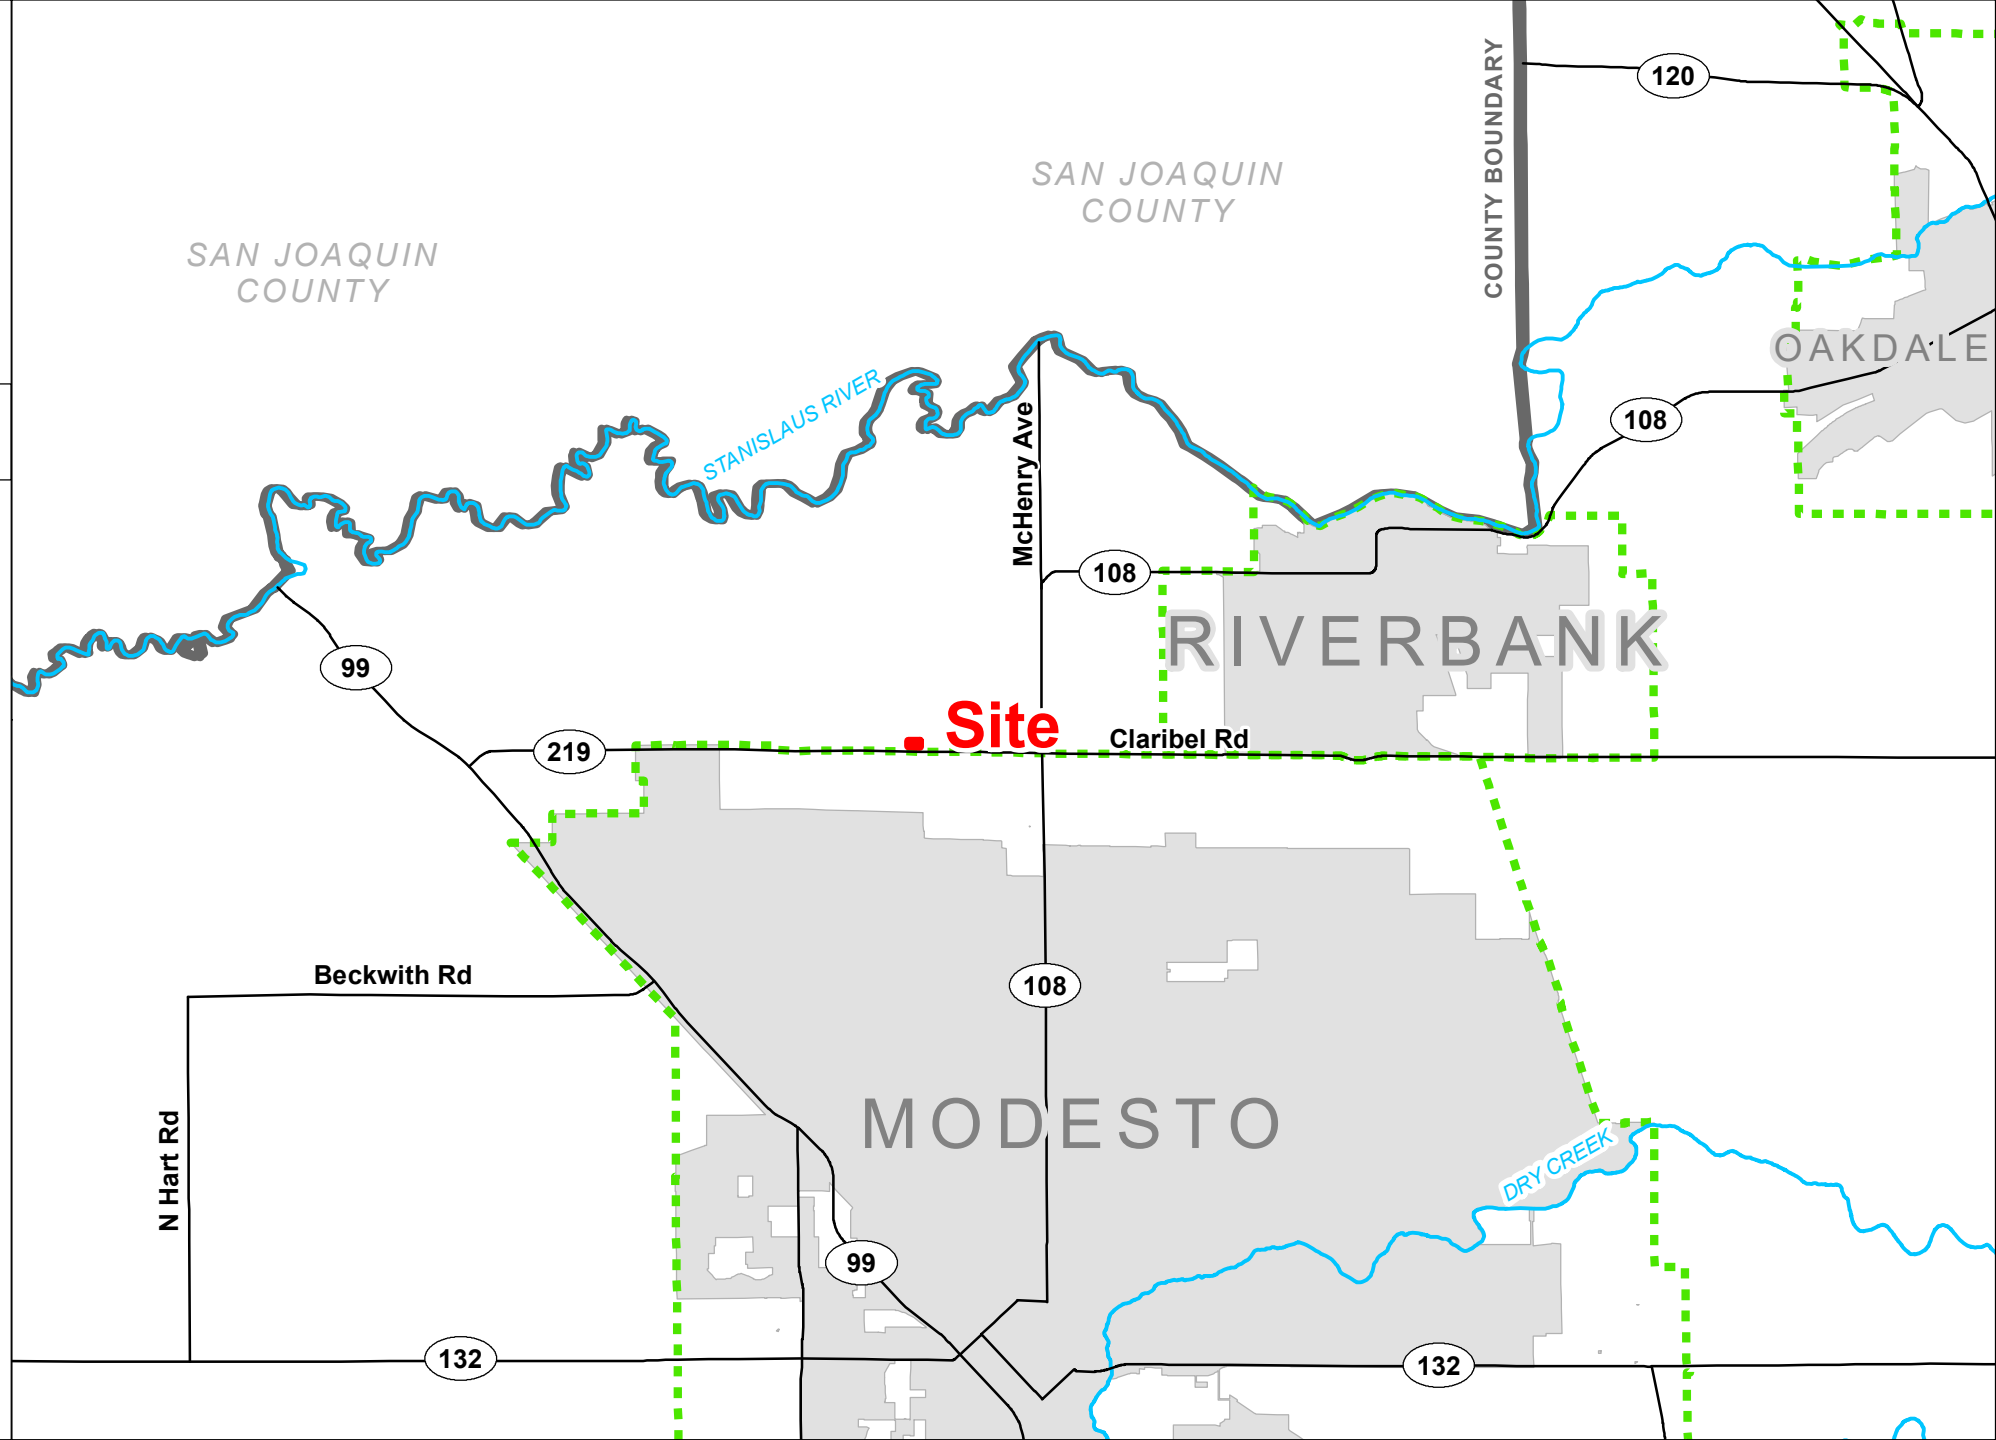 120
COUNTY BOUNDARY
SAN JOAQUIN
COUNTY
SAN JOAQUIN
COUNTY
OAKDALE
STANISLAUS RIVER
108
McHenry Ave
108
RIVERBANK
99
Site
Claribel Rd
219
Beckwith Rd
108
MODESTO
N Hart Rd
DRY CREEK
99
132
132